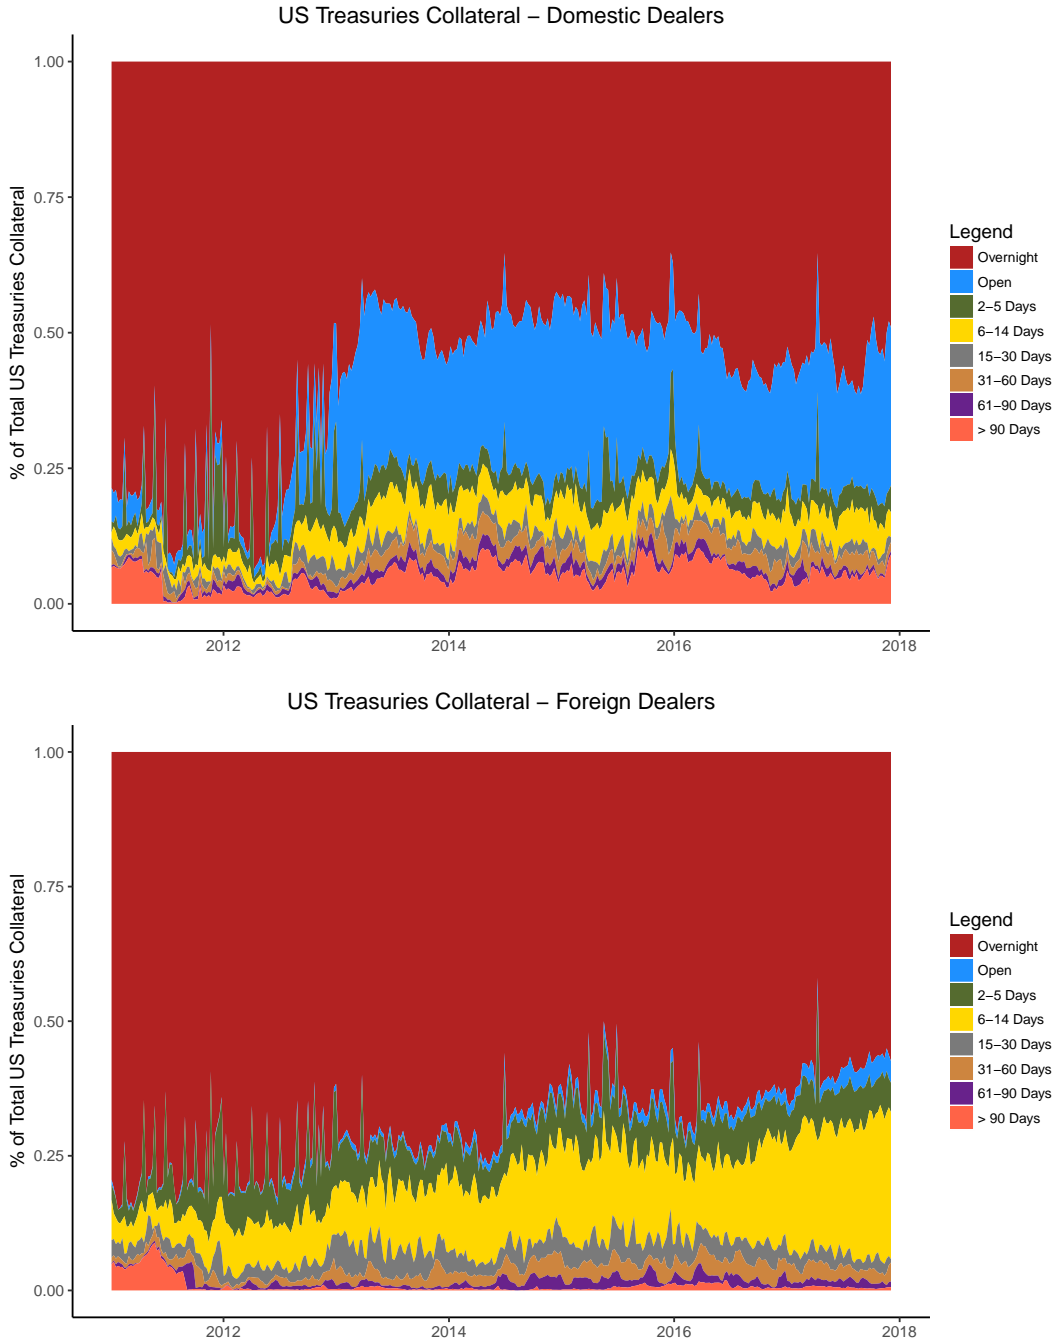 US Treasuries Collateral – Domestic Dealers
% of Total US Treasuries Collateral
1.00
0.75
0.50
0.25
0.00
2012
2014
2016
2018
Legend
Overnight
Open
2–5 Days
6–14 Days
15–30 Days
31–60 Days
61–90 Days
> 90 Days
US Treasuries Collateral – Foreign Dealers
% of Total US Treasuries Collateral
1.00
0.75
0.50
0.25
0.00
2012
2014
2016
2018
Legend
Overnight
Open
2–5 Days
6–14 Days
15–30 Days
31–60 Days
61–90 Days
> 90 Days